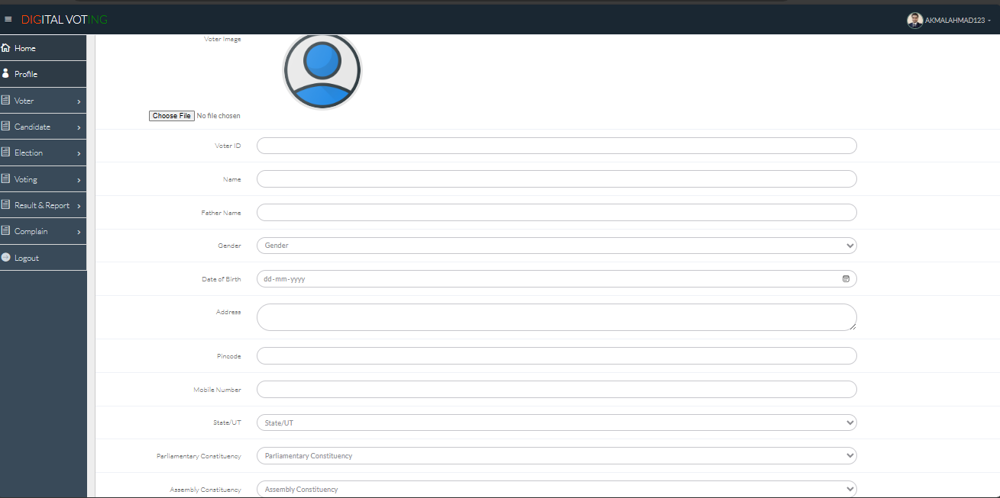 DIGITAL VOTING
AKMALAHMAD123
Home
Profile
Voter
Candidate
Election
Voting
Result & Report
Complain
Logout
Voter Image
Choose File No file chosen
Voter ID
Name
Father Name
Gender Gender
Date of Birth dd-mm-yyyy
Address
Pincode
Mobile Number
State/UT State/UT
Parliamentary Constituency Parliamentary Constituency
Assembly Constituency Assembly Constituency